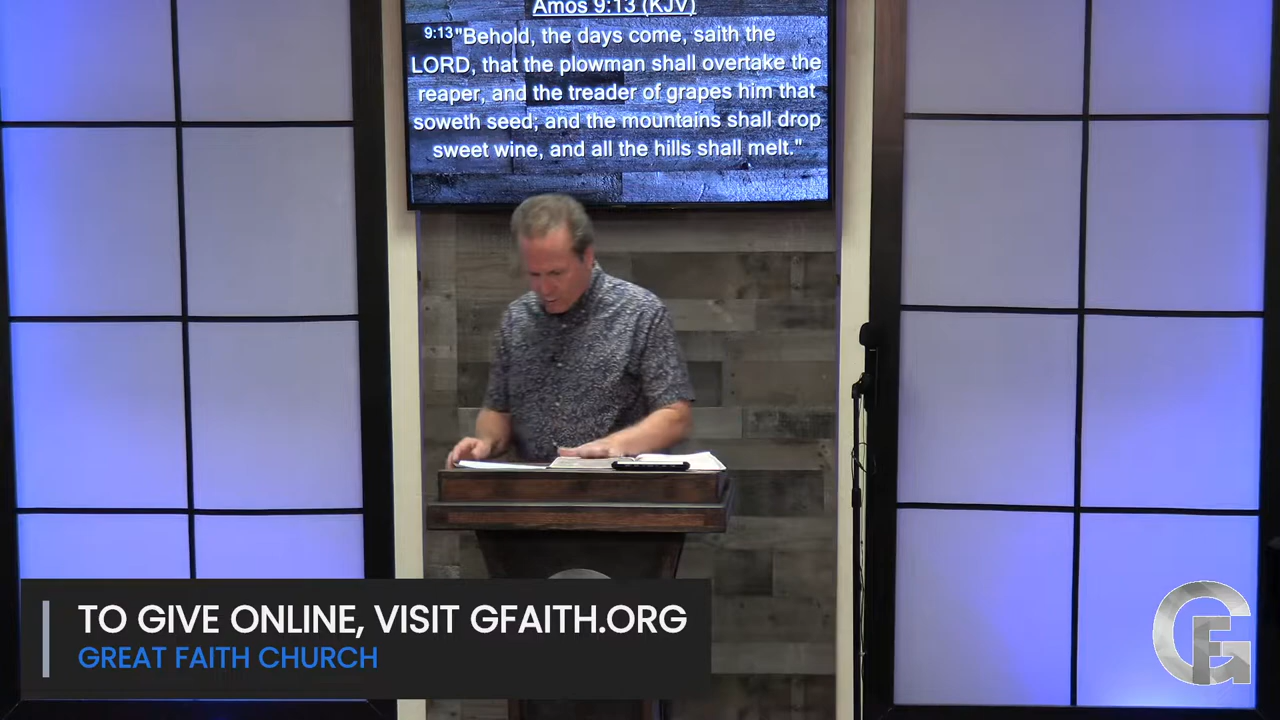 Amos 9:13 (KJV)
9:13"Behold, the days come, saith the
LORD, that the plowman shall overtake the
reaper, and the treader of grapes him that
soweth seed; and the mountains shall drop
sweet wine, and all the hills shall melt."
TO GIVE ONLINE, VISIT GFAITH.ORG
GREAT FAITH CHURCH
GF